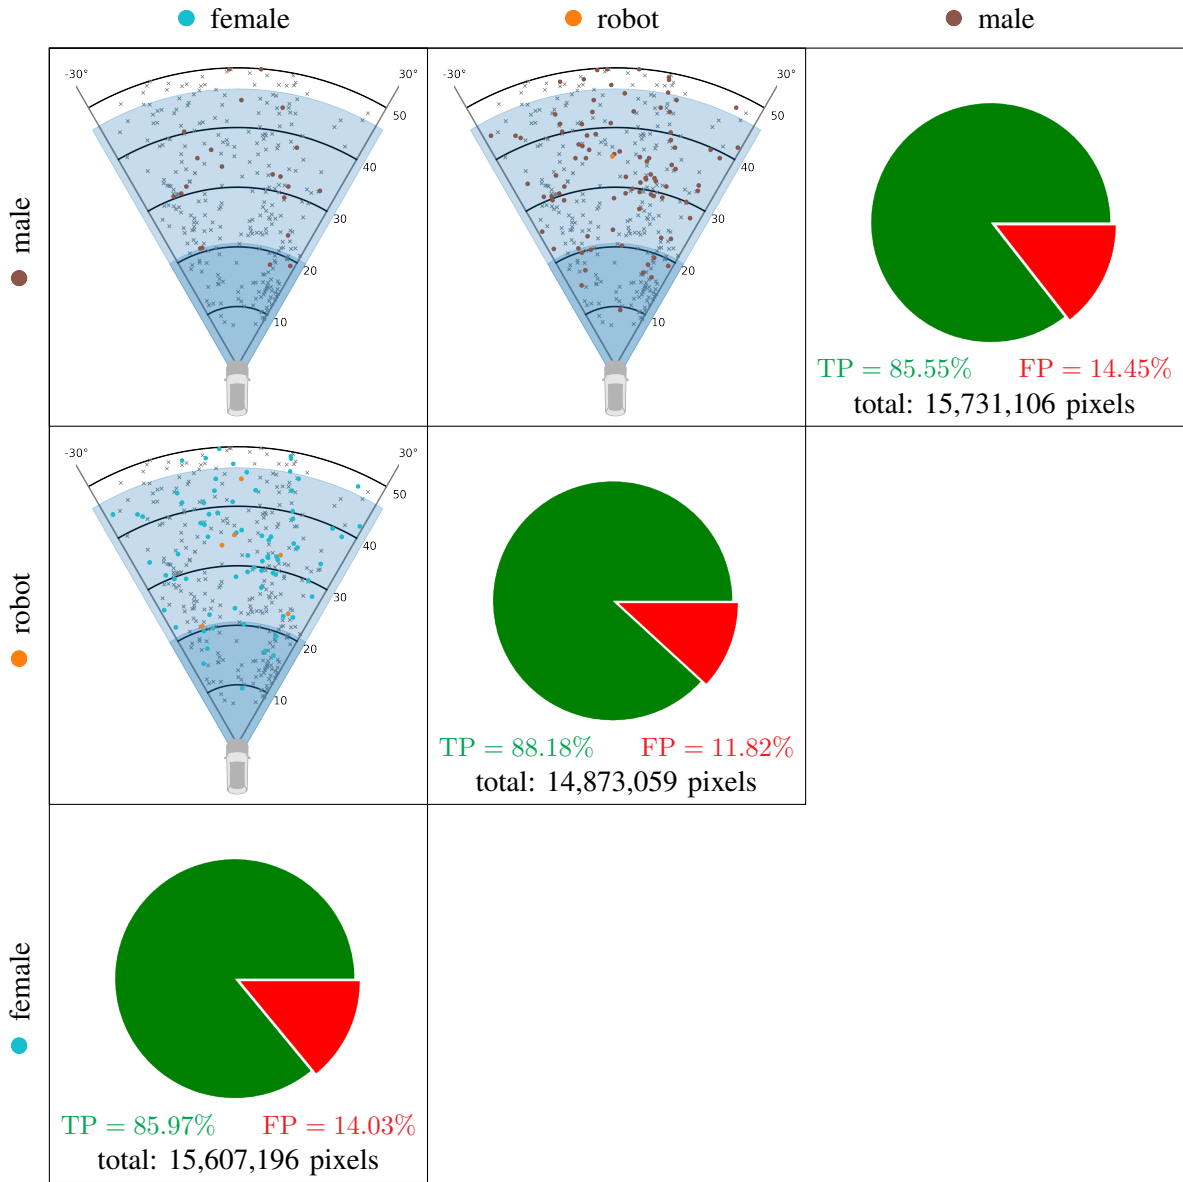 female
robot
male
male
-30°
30°
50
40
30
20
10
-30°
30°
50
40
30
20
10
TP = 85.55%
FP = 14.45%
total: 15,731,106 pixels
robot
-30°
30°
50
40
30
20
10
TP = 88.18%
FP = 11.82%
total: 14,873,059 pixels
female
TP = 85.97%
FP = 14.03%
total: 15,607,196 pixels